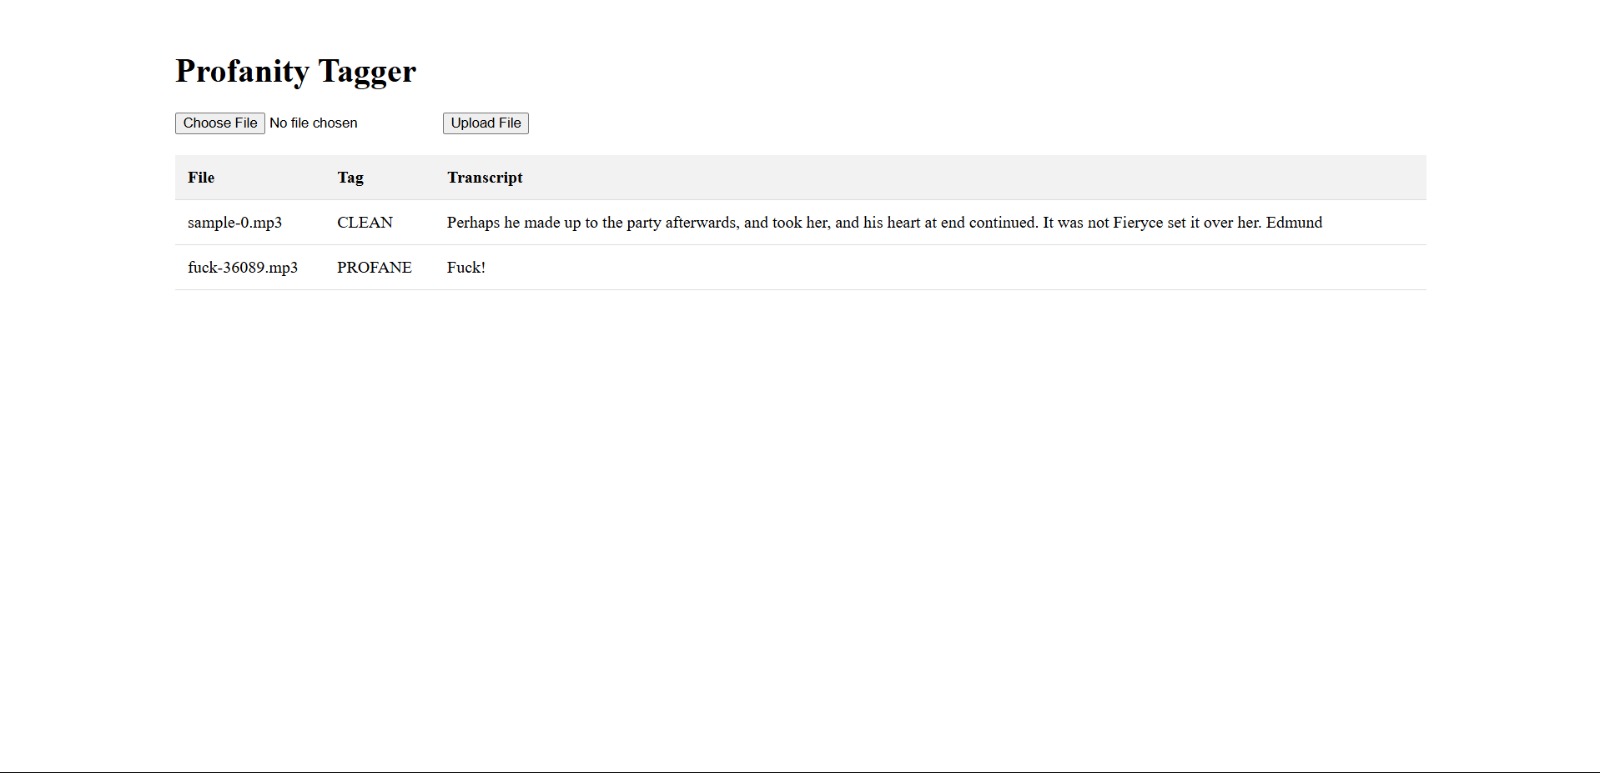 Profanity Tagger
Choose File No file chosen Upload File
File Tag Transcript
sample-0.mp3 CLEAN Perhaps he made up to the party afterwards, and took her, and his heart at end continued. It was not Fieryce set it over her. Edmund
fuck-36089.mp3 PROFANE Fuck!